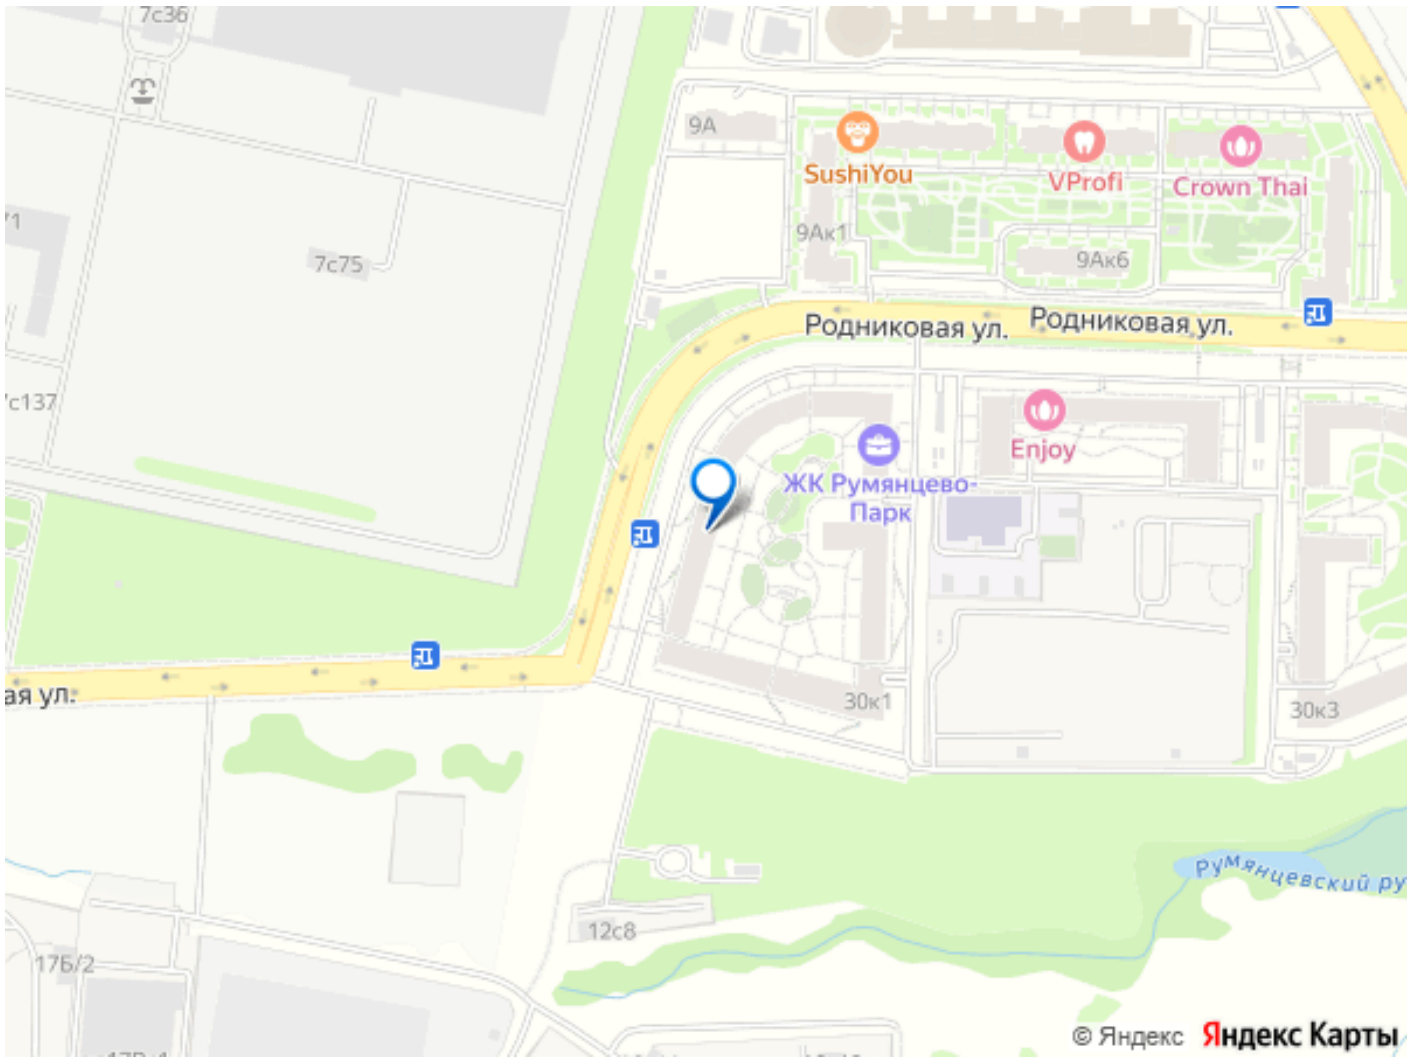 7с36
9А
SushiYou
VProfi
Crown Thai
9Ак1
9Ак6
7с75
Родниковая ул.
Родниковая ул.
7с137
Enjoy
ЖК Румянцево-
Парк
ая ул.
30к1
30к3
Румянцевский ру
12с8
17Б/2
© Яндекс Яндекс Карты